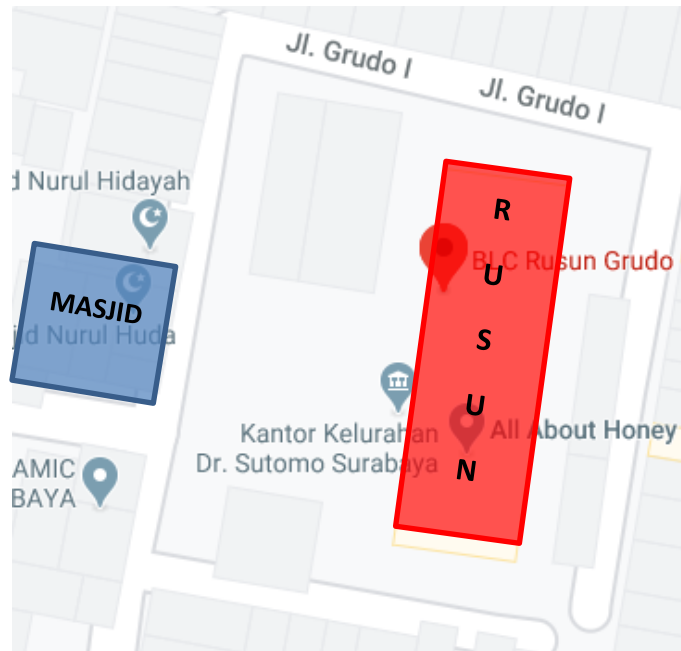 Jl. Grudo I
Jl. Grudo I
d Nurul Hidayah
R
U
S
U
N
BLC Rusun Grudo
MASJID
jid Nurul Huda
Kantor Kelurahan
Dr. Sutomo Surabaya
All About Honey
AMIC
BAYA